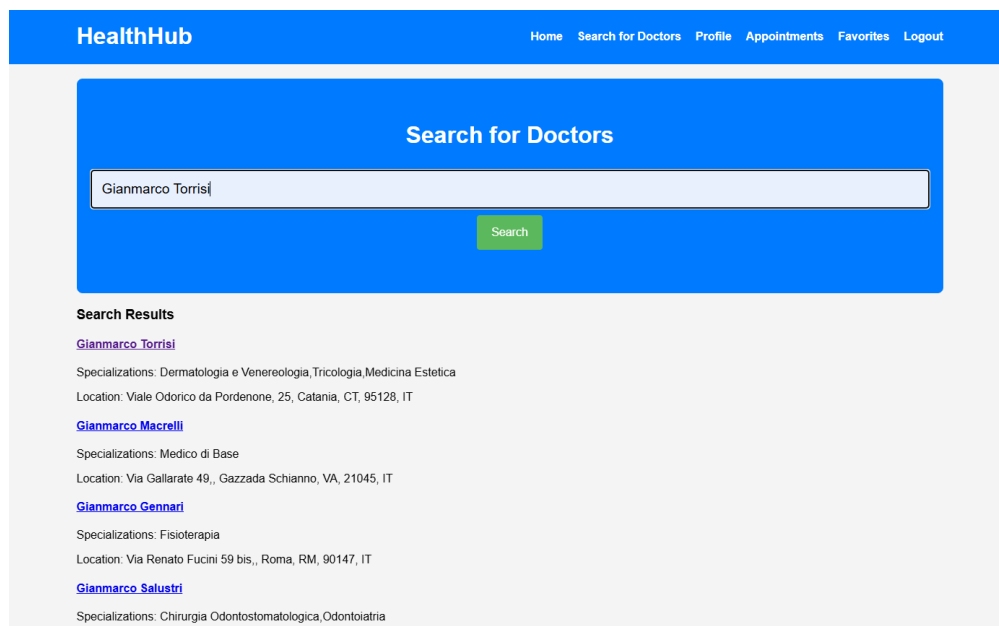 HealthHub
Home Search for Doctors Profile Appointments Favorites Logout
Search for Doctors
Gianmarco Torrisi
Search
Search Results
Gianmarco Torrisi
Specializations: Dermatologia e Venereologia,Tricologia,Medicina Estetica
Location: Viale Odorico da Pordenone, 25, Catania, CT, 95128, IT
Gianmarco Macrelli
Specializations: Medico di Base
Location: Via Gallarate 49,, Gazzada Schianno, VA, 21045, IT
Gianmarco Gennari
Specializations: Fisioterapia
Location: Via Renato Fucini 59 bis,, Roma, RM, 90147, IT
Gianmarco Salustri
Specializations: Chirurgia Odontostomatologica,Odontoiatria